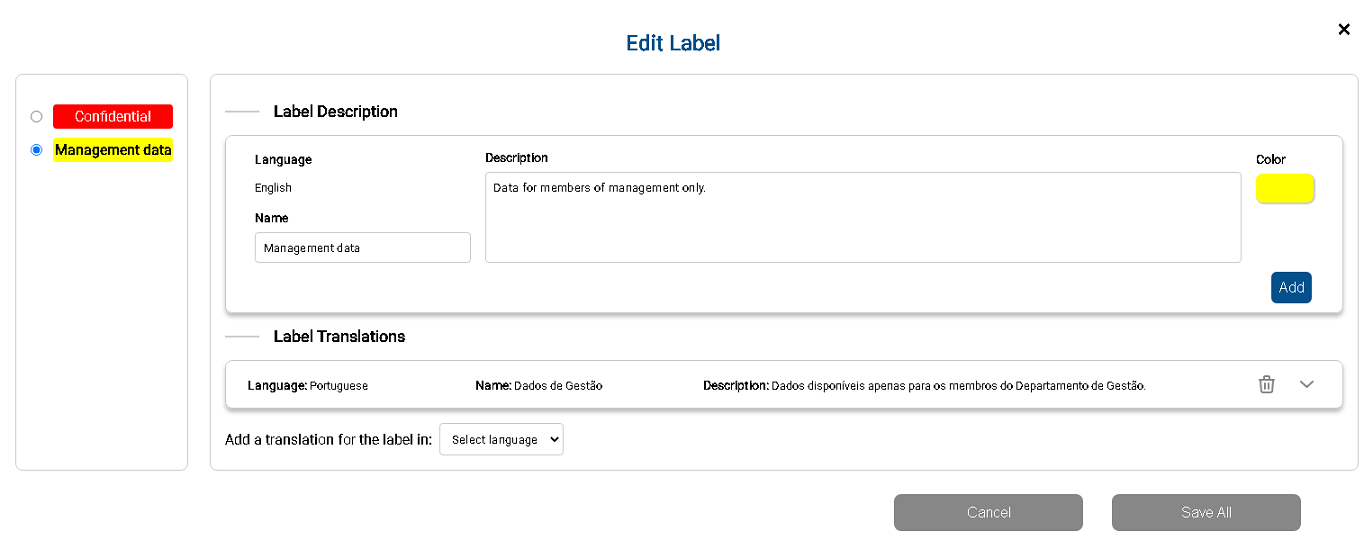 Edit Label
Confidential
Management data
Label Description
Language
English
Name
Management data
Description
Data for members of management only.
Color
Add
Label Translations
Language: Portuguese Name: Dados de Gestão Description: Dados disponíveis apenas para os membros do Departamento de Gestão.
Add a translation for the label in: Select language
Cancel Save All